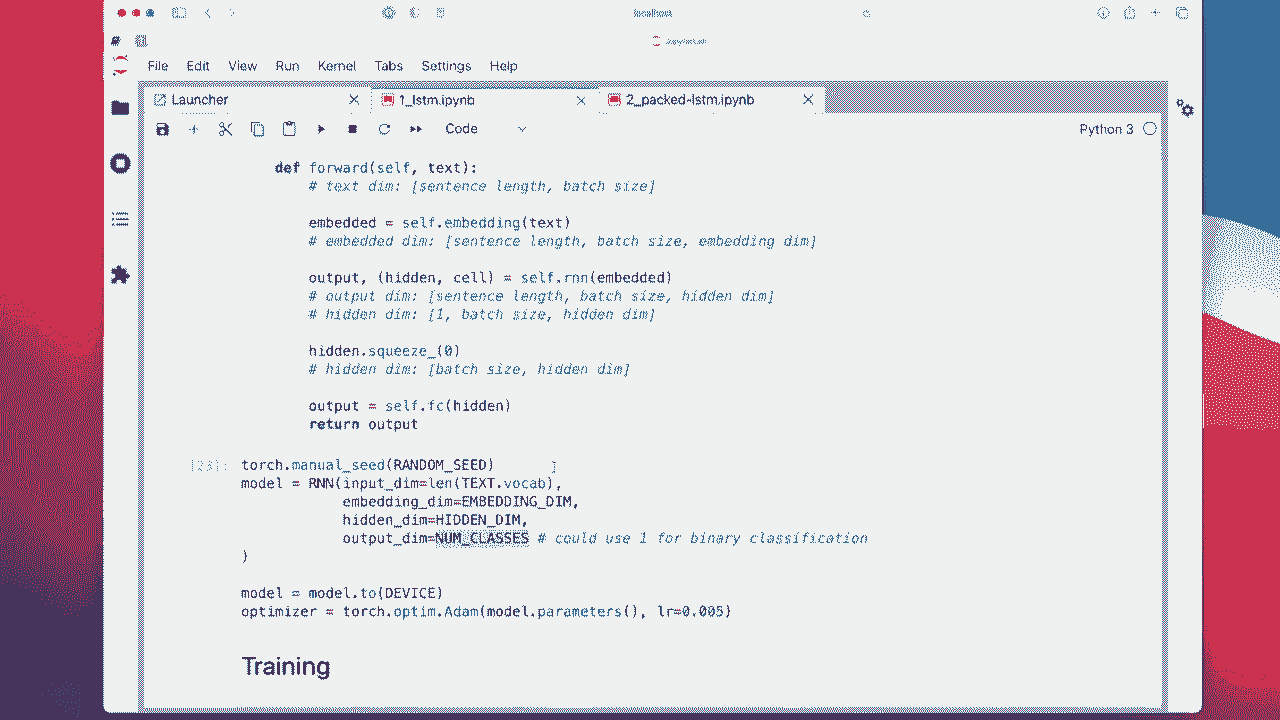 localhost
JupyterLab
File Edit View Run Kernel Tabs Settings Help
Launcher 1_lstm.ipynb 2_packed-lstm.ipynb
Code Python 3
def forward(self, text):
# text dim: [sentence length, batch size]
embedded = self.embedding(text)
# embedded dim: [sentence length, batch size, embedding dim]
output, (hidden, cell) = self.rnn(embedded)
# output dim: [sentence length, batch size, hidden dim]
# hidden dim: [1, batch size, hidden dim]
hidden.squeeze_(0)
# hidden dim: [batch size, hidden dim]
output = self.fc(hidden)
return output
[23]: torch.manual_seed(RANDOM_SEED)
model = RNN(input_dim=len(TEXT.vocab),
embedding_dim=EMBEDDING_DIM,
hidden_dim=HIDDEN_DIM,
output_dim=NUM_CLASSES # could use 1 for binary classification
)
model = model.to(DEVICE)
optimizer = torch.optim.Adam(model.parameters(), lr=0.005)
Training